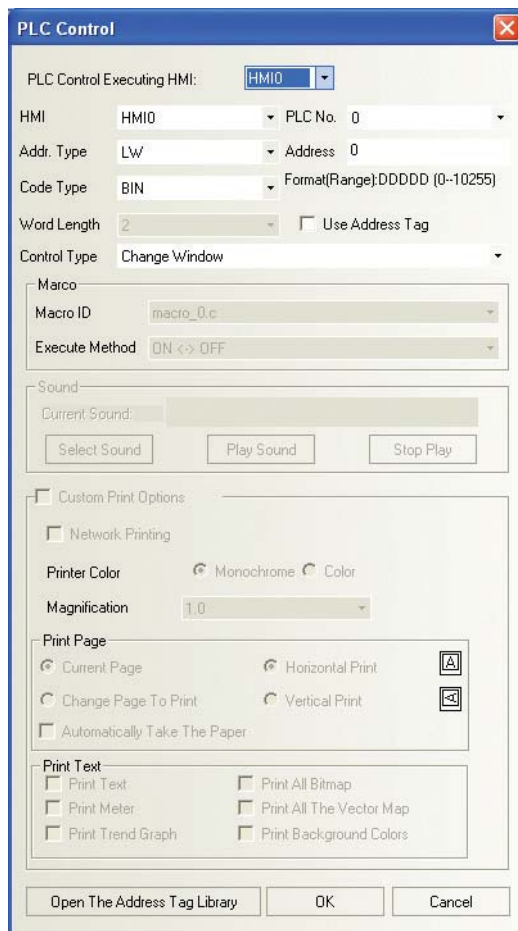 PLC Control
PLC Control Executing HMI: HMI0
HMI HMI0 PLC No. 0
Addr. Type LW Address 0
Code Type BIN Format(Range):DDDDD (0--10255)
Word Length 2 Use Address Tag
Control Type Change Window
Marco
Macro ID macro_0.c
Execute Method ON <-> OFF
Sound
Current Sound:
Select Sound Play Sound Stop Play
Custom Print Options
Network Printing
Printer Color Monochrome Color
Magnification 1.0
Print Page
Current Page Horizontal Print A
Change Page To Print Vertical Print A
Automatically Take The Paper
Print Text
Print Text Print All Bitmap
Print Meter Print All The Vector Map
Print Trend Graph Print Background Colors
Open The Address Tag Library OK Cancel